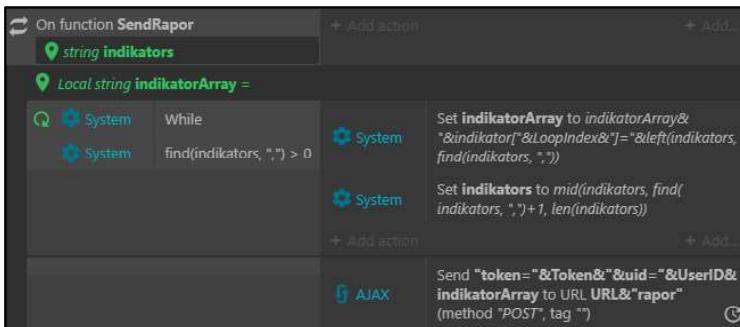 On function SendRapor
+ Add action
+ Add...
string indikators
Local string indikatorArray =
System While
System find(indikators, ",") > 0
System Set indikatorArray to indikatorArray&
"&indikator["&LoopIndex&"]="&left(indikators,
find(indikators, ","))
System Set indikators to mid(indikators, find(
indikators, ",")+1, len(indikators))
+ Add action
+ Add...
AJAX Send "token="&Token&"&uid="&UserID&
indikatorArray to URL URL&"rapor"
(method "POST", tag "")